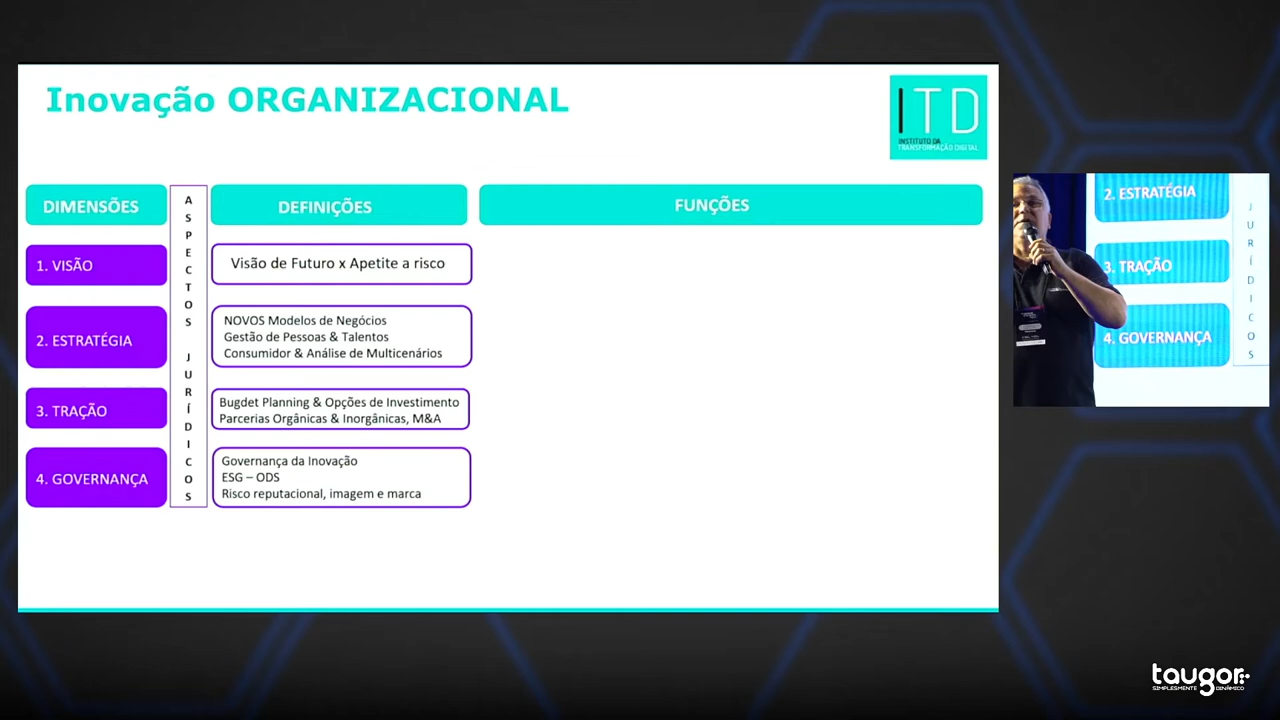 Inovação ORGANIZACIONAL
ITD
INSTITUTO DA
TRANSFORMAÇÃO DIGITAL
DIMENSÕES
ASPECTOS JURÍDICOS
DEFINIÇÕES
FUNÇÕES
1. VISÃO
Visão de Futuro x Apetite a risco
2. ESTRATÉGIA
NOVOS Modelos de Negócios
Gestão de Pessoas & Talentos
Consumidor & Análise de Multicenários
3. TRAÇÃO
Bugdet Planning & Opções de Investimento
Parcerias Orgânicas & Inorgânicas, M&A
4. GOVERNANÇA
Governança da Inovação
ESG – ODS
Risco reputacional, imagem e marca
2. ESTRATÉGIA
3. TRAÇÃO
4. GOVERNANÇA
JURÍDICOS
taugor
SIMPLESMENTE DINÂMICO